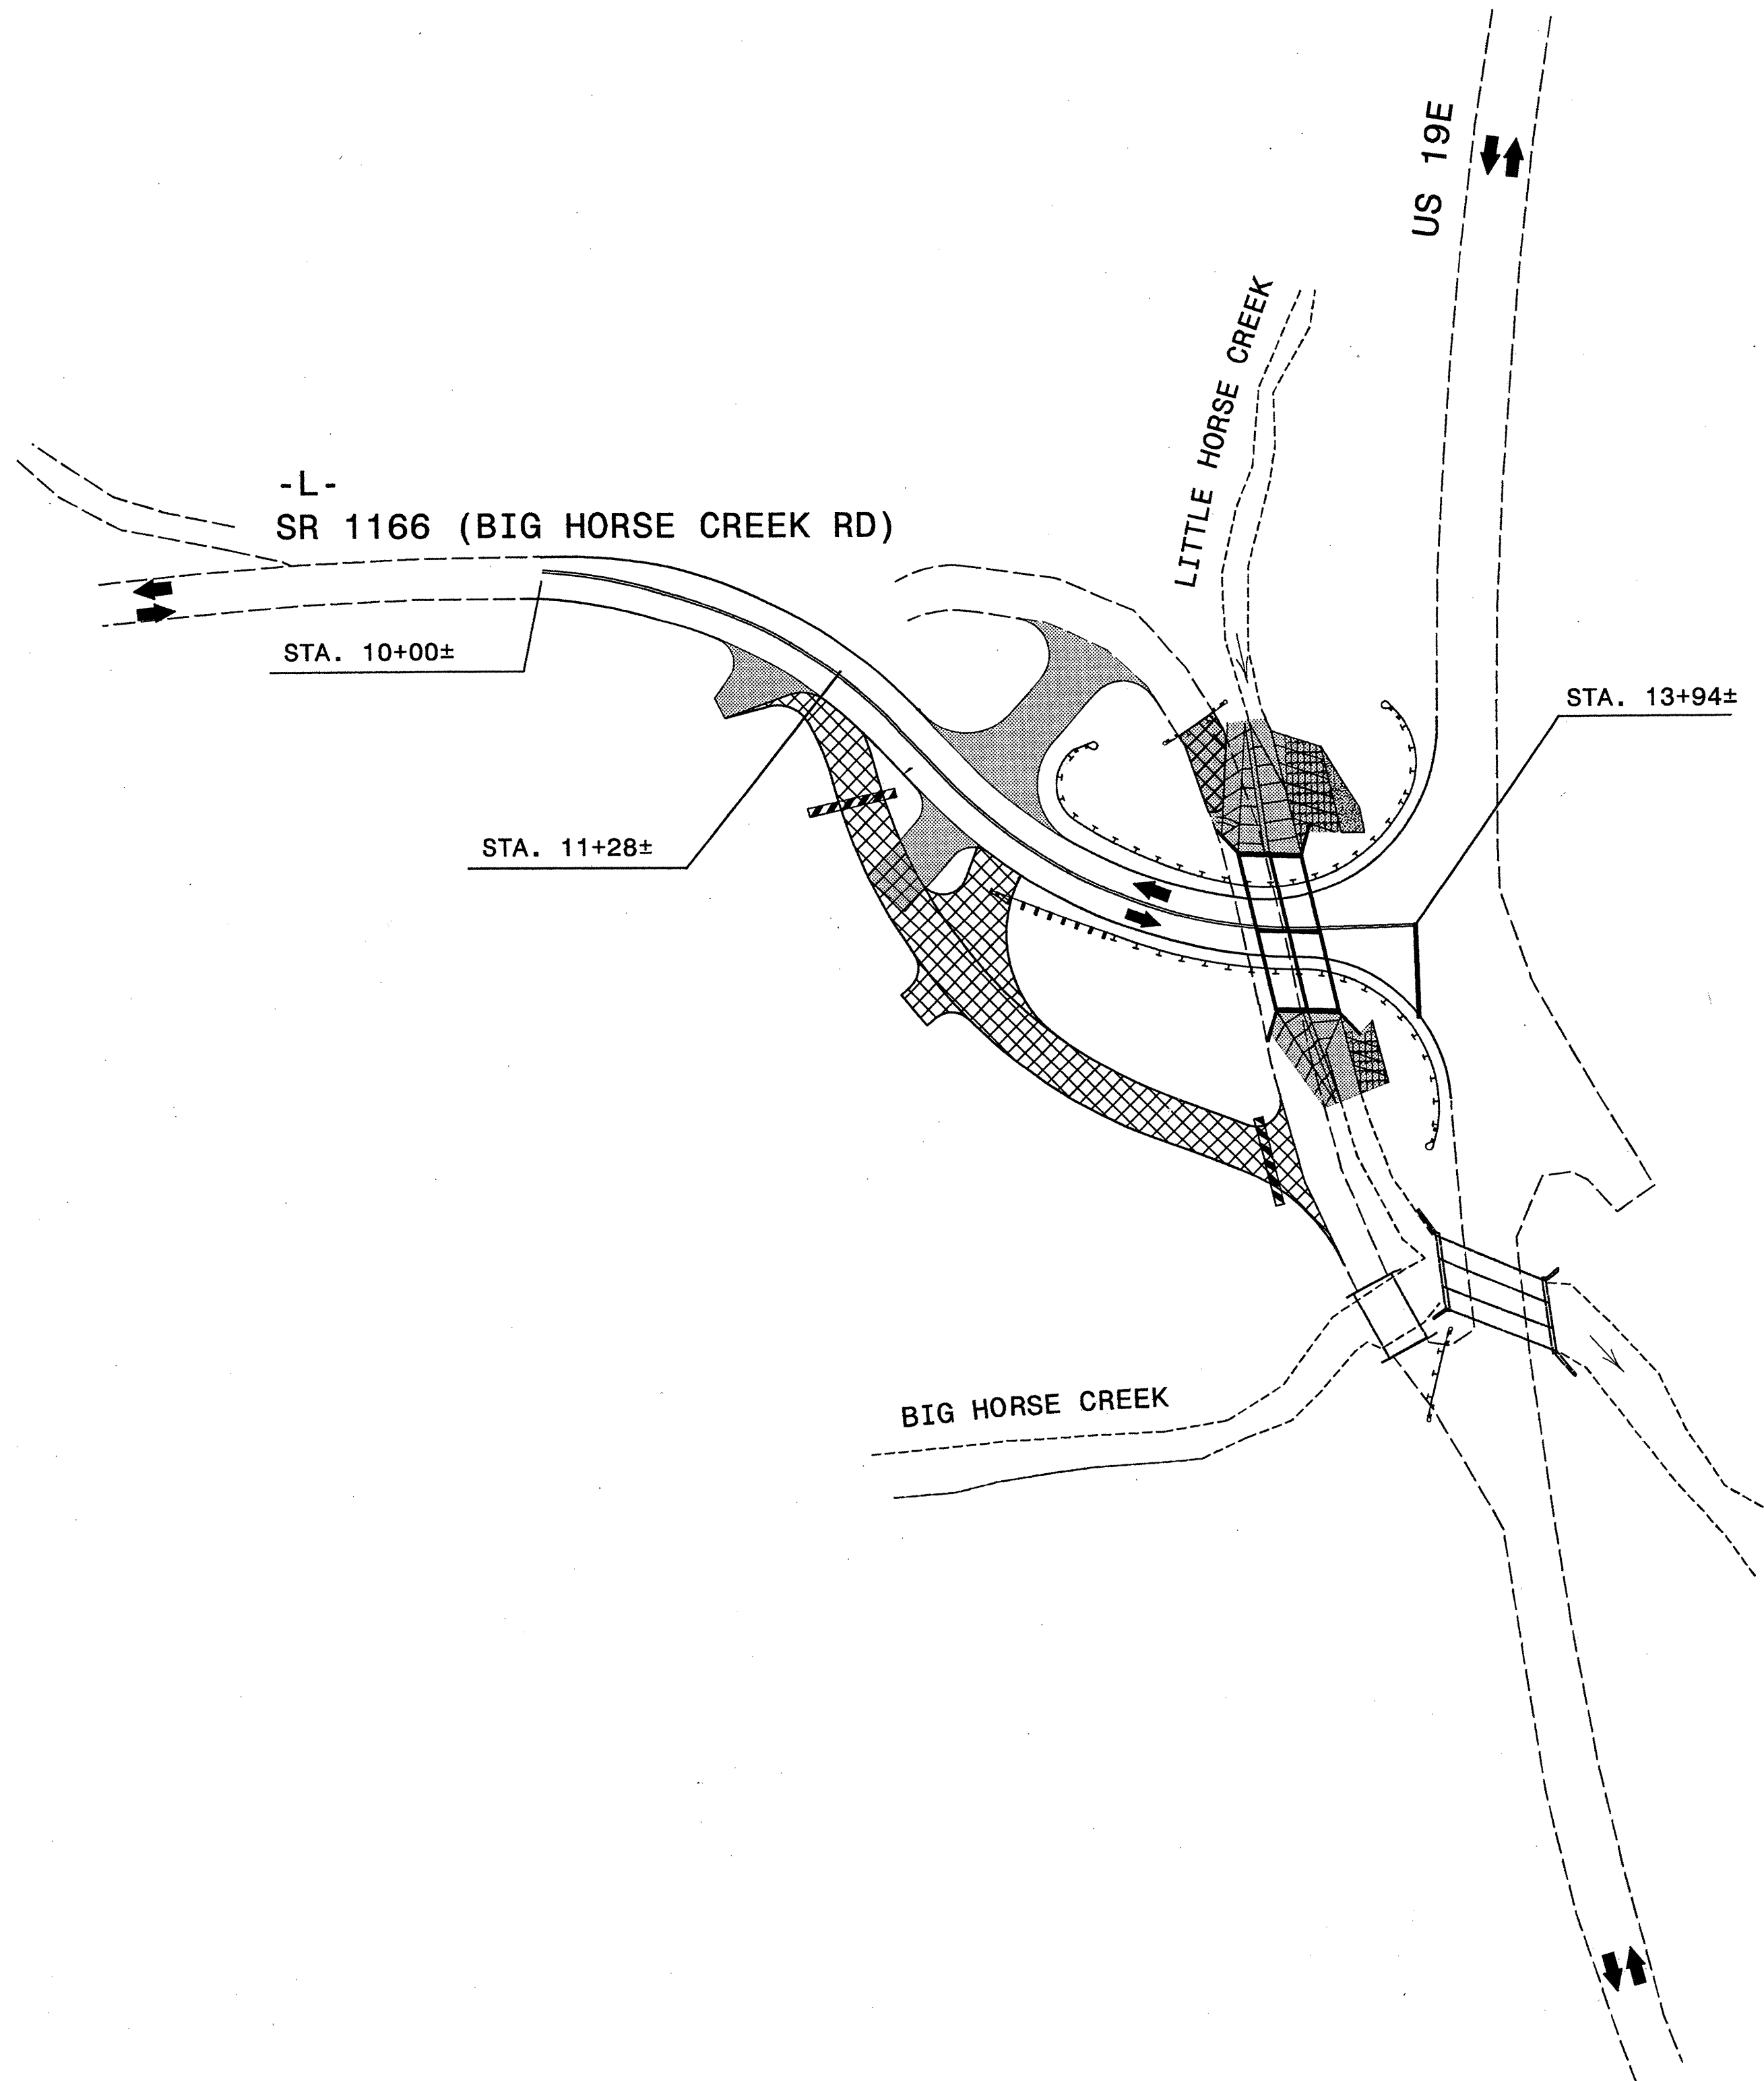 US 19E
LITTLE HORSE CREEK
-L-
SR 1166 (BIG HORSE CREEK RD)
STA. 10+00±
STA. 13+94±
STA. 11+28±
BIG HORSE CREEK